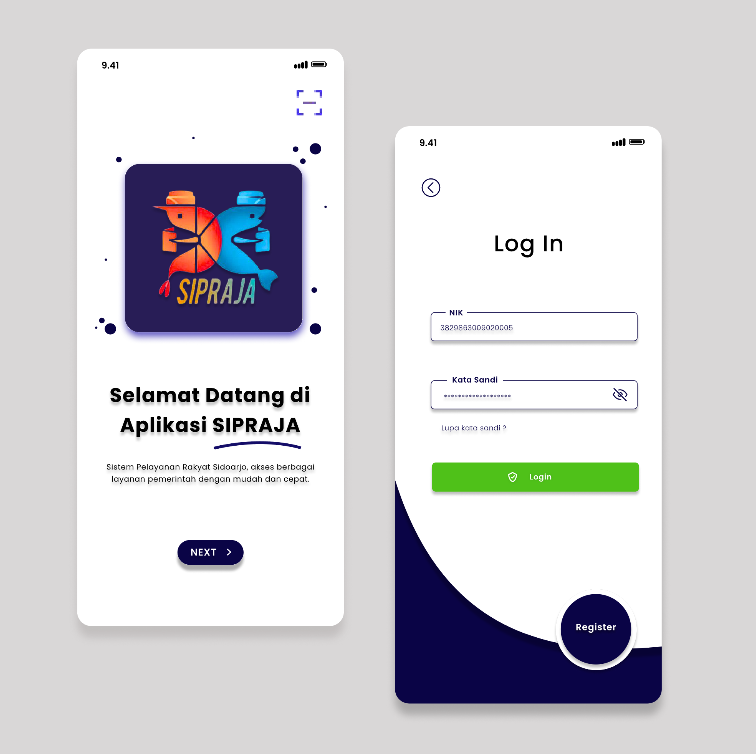 9.41
SIPRAJA
Selamat Datang di
Aplikasi SIPRAJA
Sistem Pelayanan Rakyat Sidoarjo, akses berbagai
layanan pemerintah dengan mudah dan cepat.
NEXT
9.41
Log In
NIK
3829863009020005
Kata Sandi
Lupa kata sandi ?
Login
Register